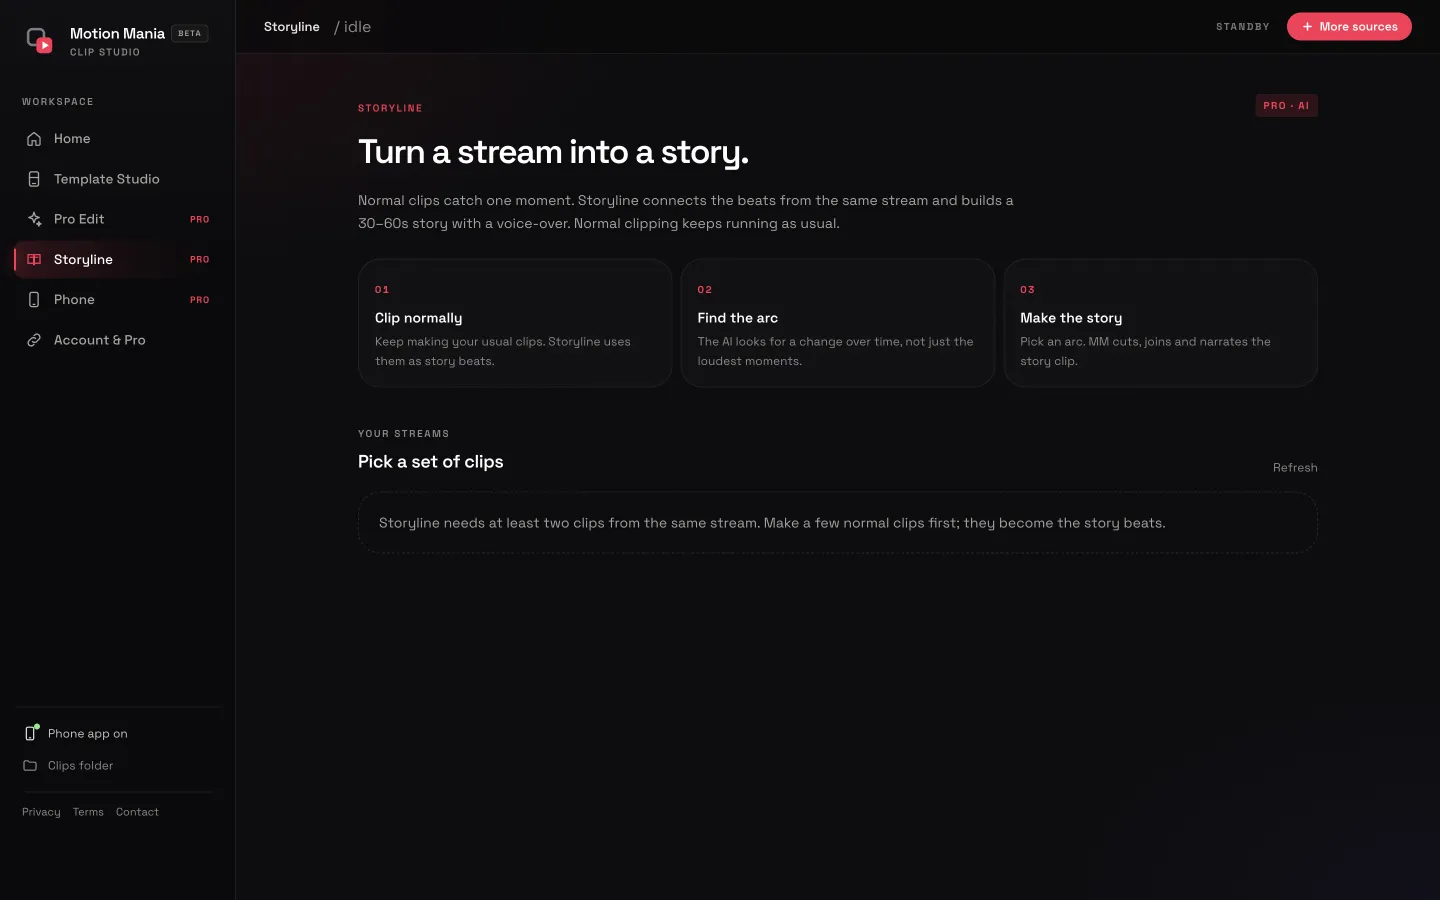 Motion Mania BETA
CLIP STUDIO
WORKSPACE
Home
Template Studio
Pro Edit PRO
Storyline PRO
Phone PRO
Account & Pro
Phone app on
Clips folder
Privacy Terms Contact
Storyline / idle
STANDBY
+ More sources
STORYLINE
PRO · AI
Turn a stream into a story.
Normal clips catch one moment. Storyline connects the beats from the same stream and builds a
30–60s story with a voice-over. Normal clipping keeps running as usual.
01
Clip normally
Keep making your usual clips. Storyline uses
them as story beats.
02
Find the arc
The AI looks for a change over time, not just the
loudest moments.
03
Make the story
Pick an arc. MM cuts, joins and narrates the
story clip.
YOUR STREAMS
Pick a set of clips
Refresh
Storyline needs at least two clips from the same stream. Make a few normal clips first; they become the story beats.